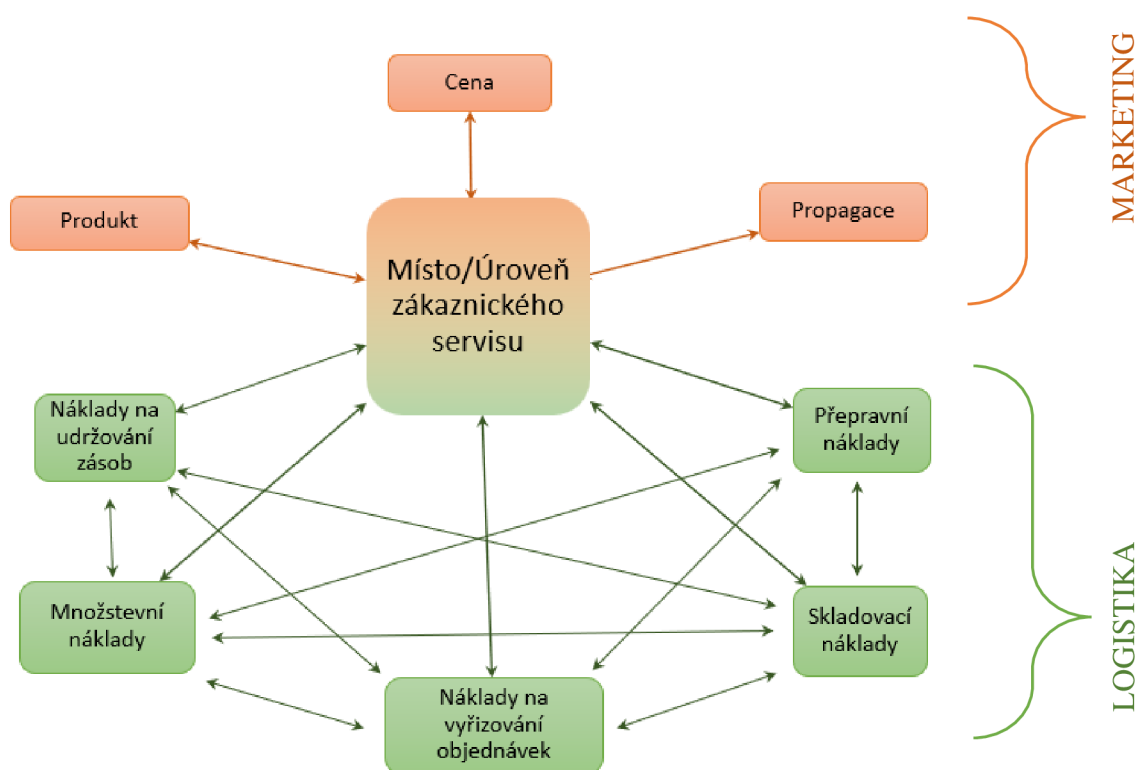 Cena
MARKETING
Produkt
Propagace
Místo/Úroveň
zákaznického
servisu
Náklady na
udržování
zásob
Přepravní
náklady
Množstevní
náklady
Skladovací
náklady
Náklady na
vyřizování
objednávek
LOGISTIKA